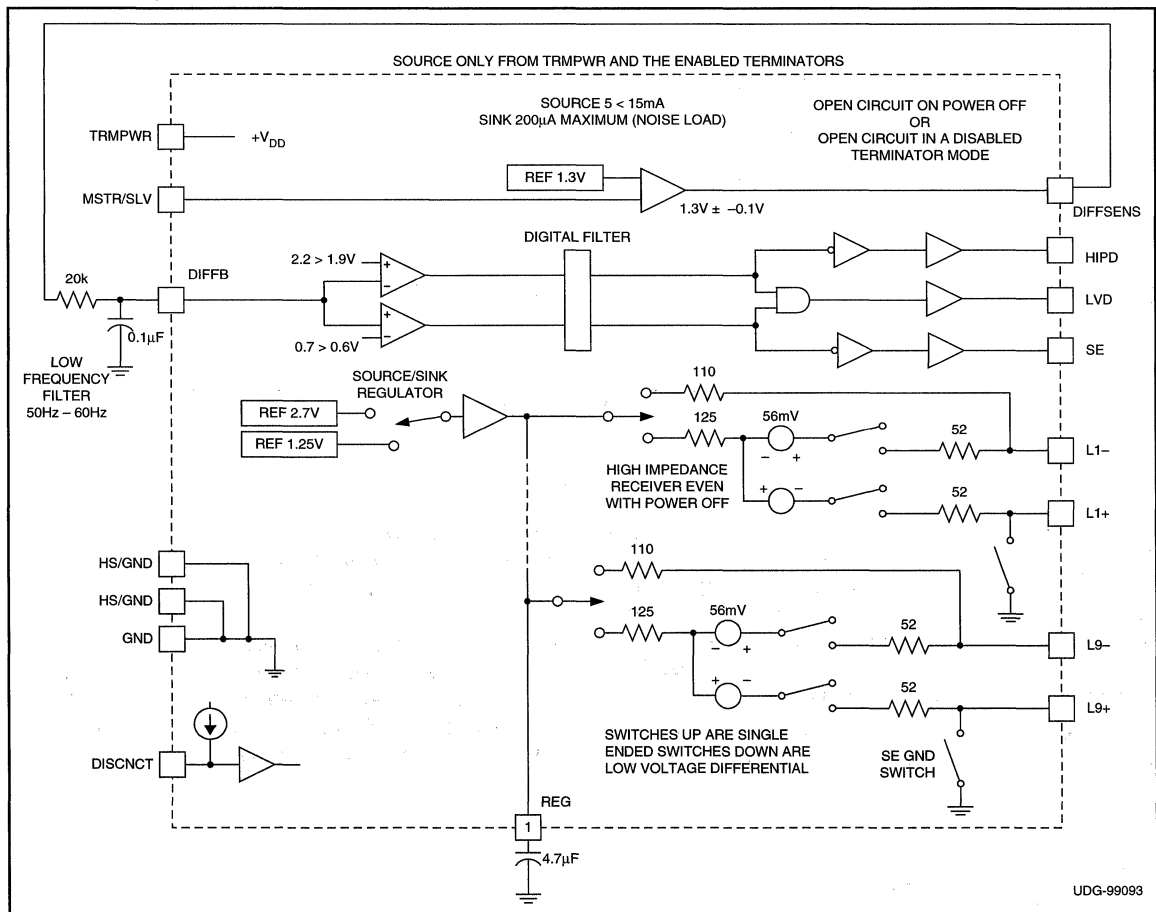 SOURCE ONLY FROM TRMPWR AND THE ENABLED TERMINATORS
SOURCE 5 < 15mA
SINK 200µA MAXIMUM (NOISE LOAD)
OPEN CIRCUIT ON POWER OFF
OR
OPEN CIRCUIT IN A DISABLED
TERMINATOR MODE
TRMPWR
+VDD
MSTR/SLV
REF 1.3V
1.3V ± –0.1V
DIFFSENS
DIGITAL FILTER
2.2 > 1.9V
+
–
HIPD
20k
DIFFB
LVD
0.1µF
+
–
0.7 > 0.6V
SE
LOW
FREQUENCY
FILTER
50Hz – 60Hz
SOURCE/SINK
REGULATOR
REF 2.7V
REF 1.25V
110
125
56mV
– +
52
L1–
HIGH IMPEDANCE
RECEIVER EVEN
WITH POWER OFF
+ –
52
L1+
HS/GND
HS/GND
GND
110
125
56mV
– +
52
L9–
+ –
52
L9+
SWITCHES UP ARE SINGLE
ENDED SWITCHES DOWN ARE
LOW VOLTAGE DIFFERENTIAL
SE GND
SWITCH
DISCNCT
REG
1
4.7µF
UDG-99093